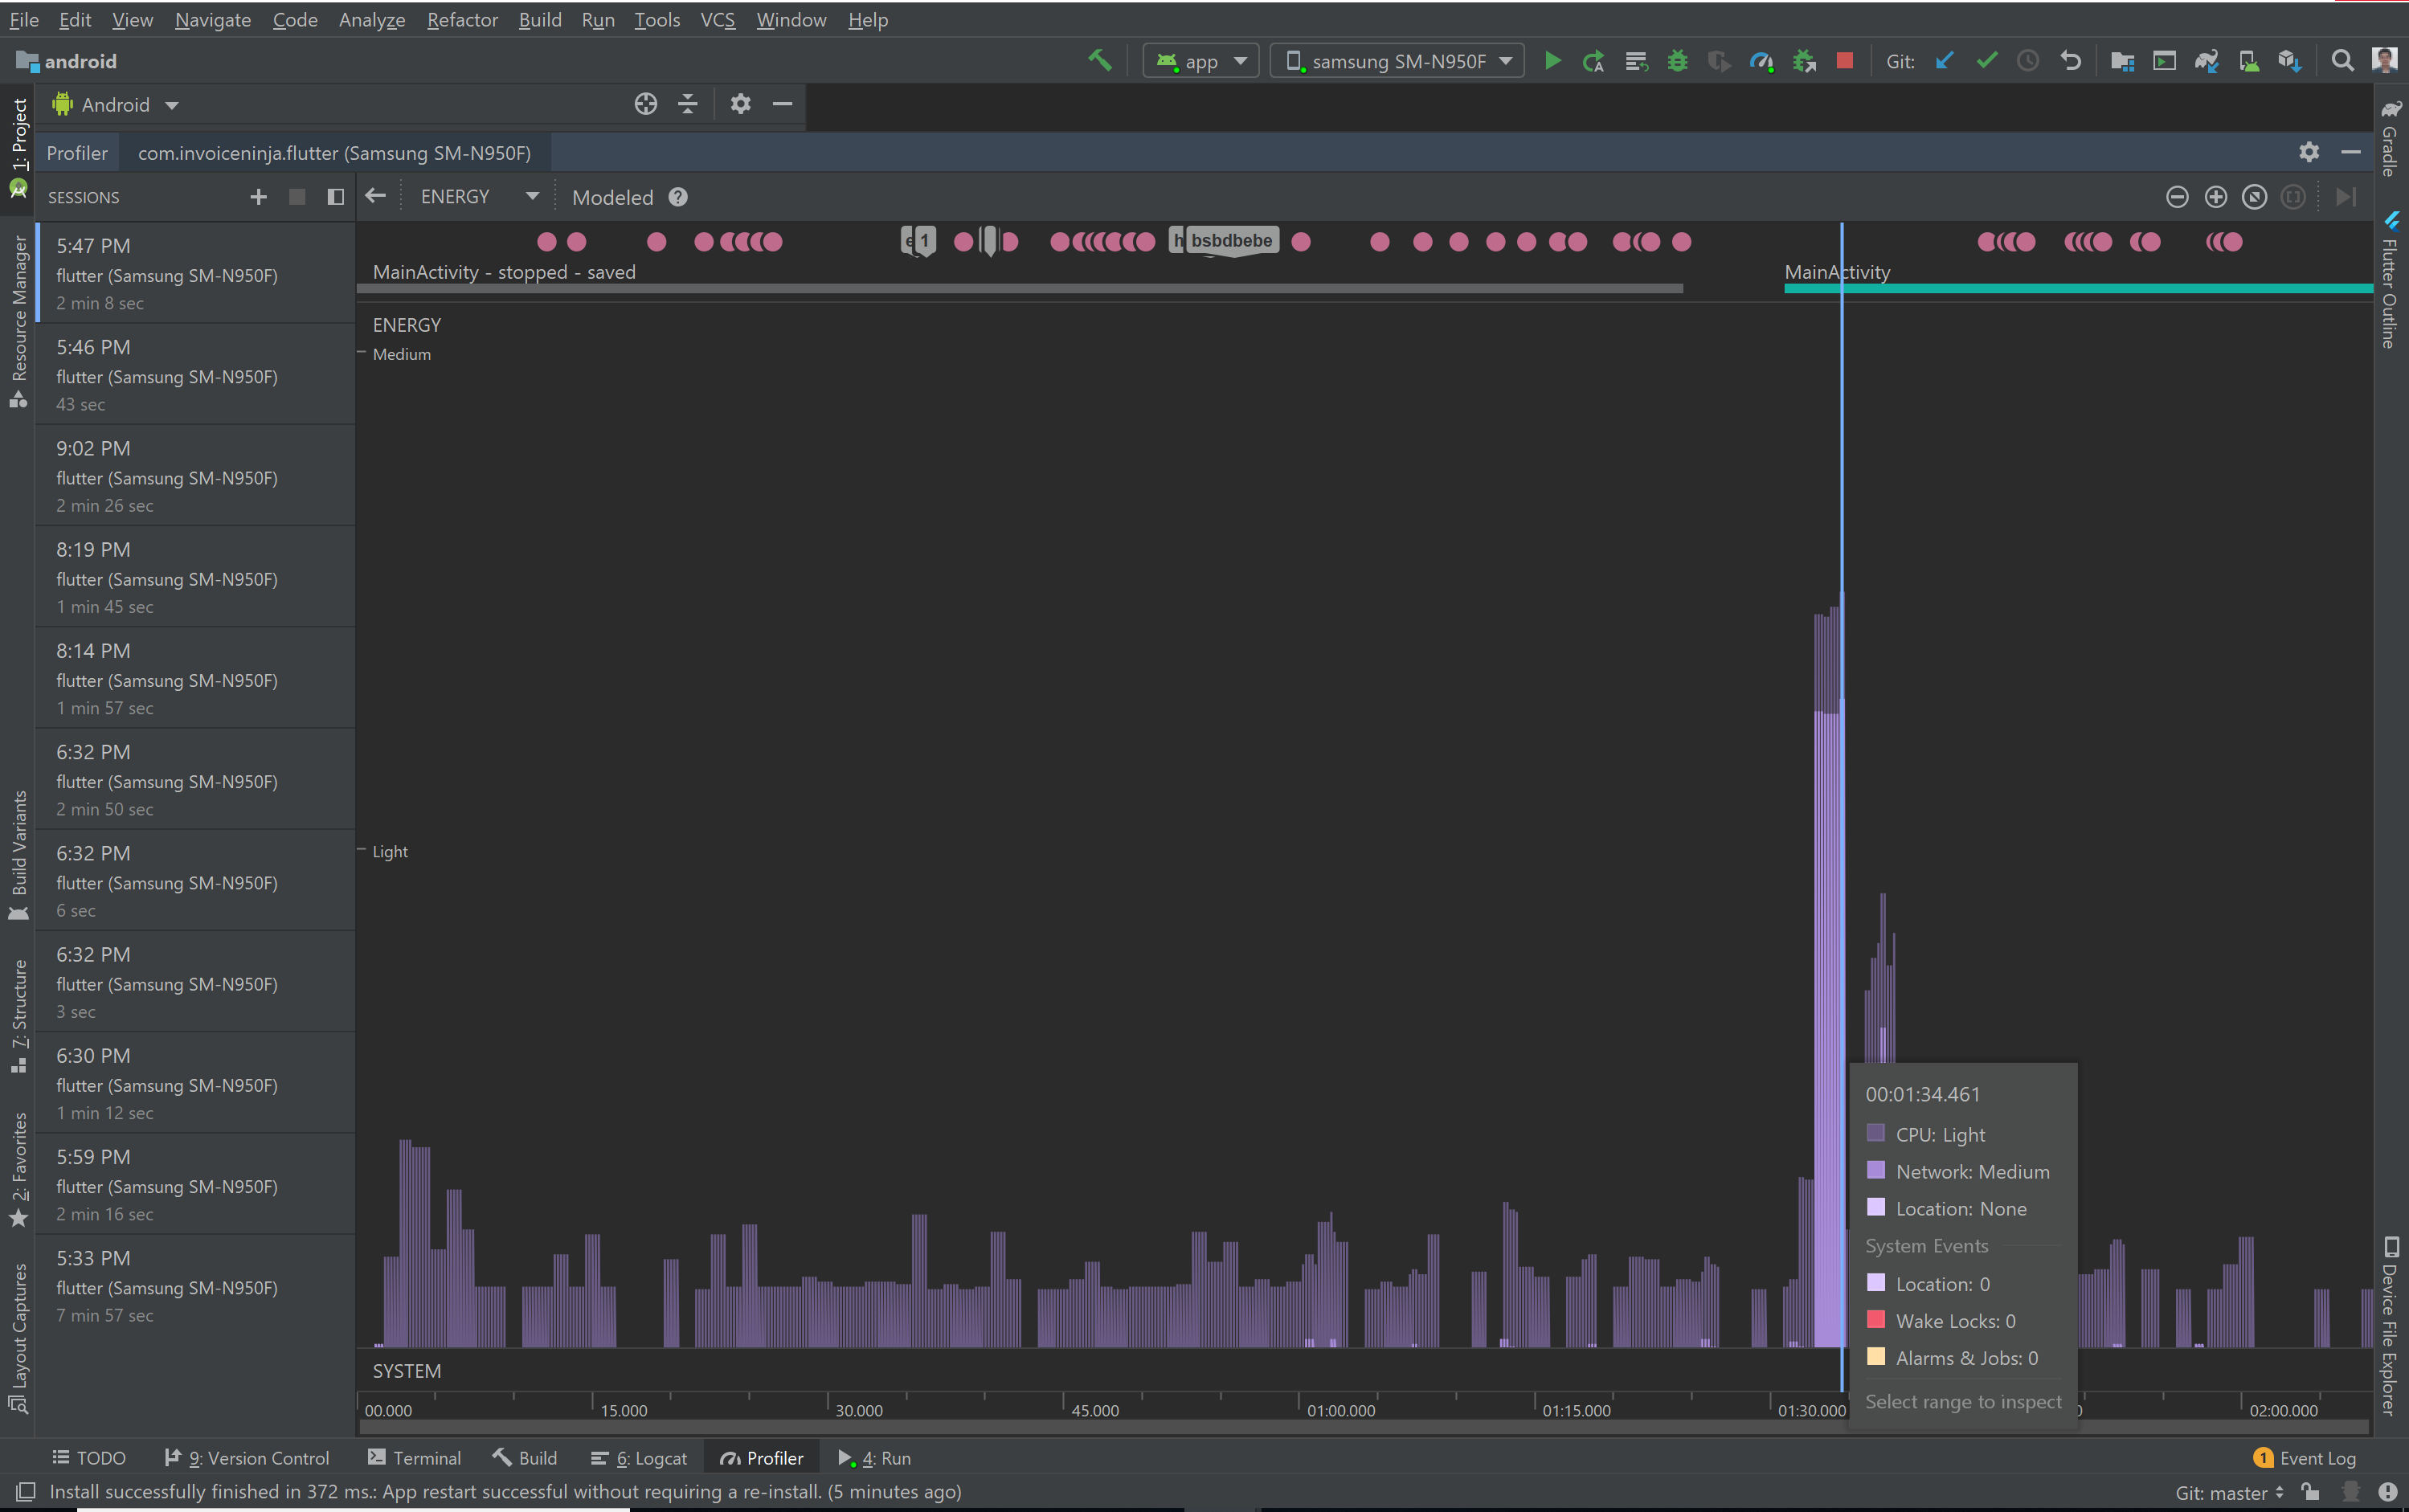 File Edit View Navigate Code Analyze Refactor Build Run Tools VCS Window Help
android
app
samsung SM-N950F
Git:
Android
Profiler
com.invoiceninja.flutter (Samsung SM-N950F)
SESSIONS
ENERGY
Modeled
5:47 PM
flutter (Samsung SM-N950F)
2 min 8 sec
5:46 PM
flutter (Samsung SM-N950F)
43 sec
9:02 PM
flutter (Samsung SM-N950F)
2 min 26 sec
8:19 PM
flutter (Samsung SM-N950F)
1 min 45 sec
8:14 PM
flutter (Samsung SM-N950F)
1 min 57 sec
6:32 PM
flutter (Samsung SM-N950F)
2 min 50 sec
6:32 PM
flutter (Samsung SM-N950F)
6 sec
6:32 PM
flutter (Samsung SM-N950F)
3 sec
6:30 PM
flutter (Samsung SM-N950F)
1 min 12 sec
5:59 PM
flutter (Samsung SM-N950F)
2 min 16 sec
5:33 PM
flutter (Samsung SM-N950F)
7 min 57 sec
1: Project
Resource Manager
Build Variants
7: Structure
2: Favorites
Layout Captures
1
h bsbdbebe
MainActivity - stopped - saved
MainActivity
ENERGY
Medium
Light
00:01:34.461
CPU: Light
Network: Medium
Location: None
System Events
Location: 0
Wake Locks: 0
Alarms & Jobs: 0
Select range to inspect
SYSTEM
00.000 15.000 30.000 45.000 01:00.000 01:15.000 01:30.000 02:00.000
Gradle
Flutter Outline
Device File Explorer
TODO
9: Version Control
Terminal
Build
6: Logcat
Profiler
4: Run
1 Event Log
Install successfully finished in 372 ms.: App restart successful without requiring a re-install. (5 minutes ago)
Git: master